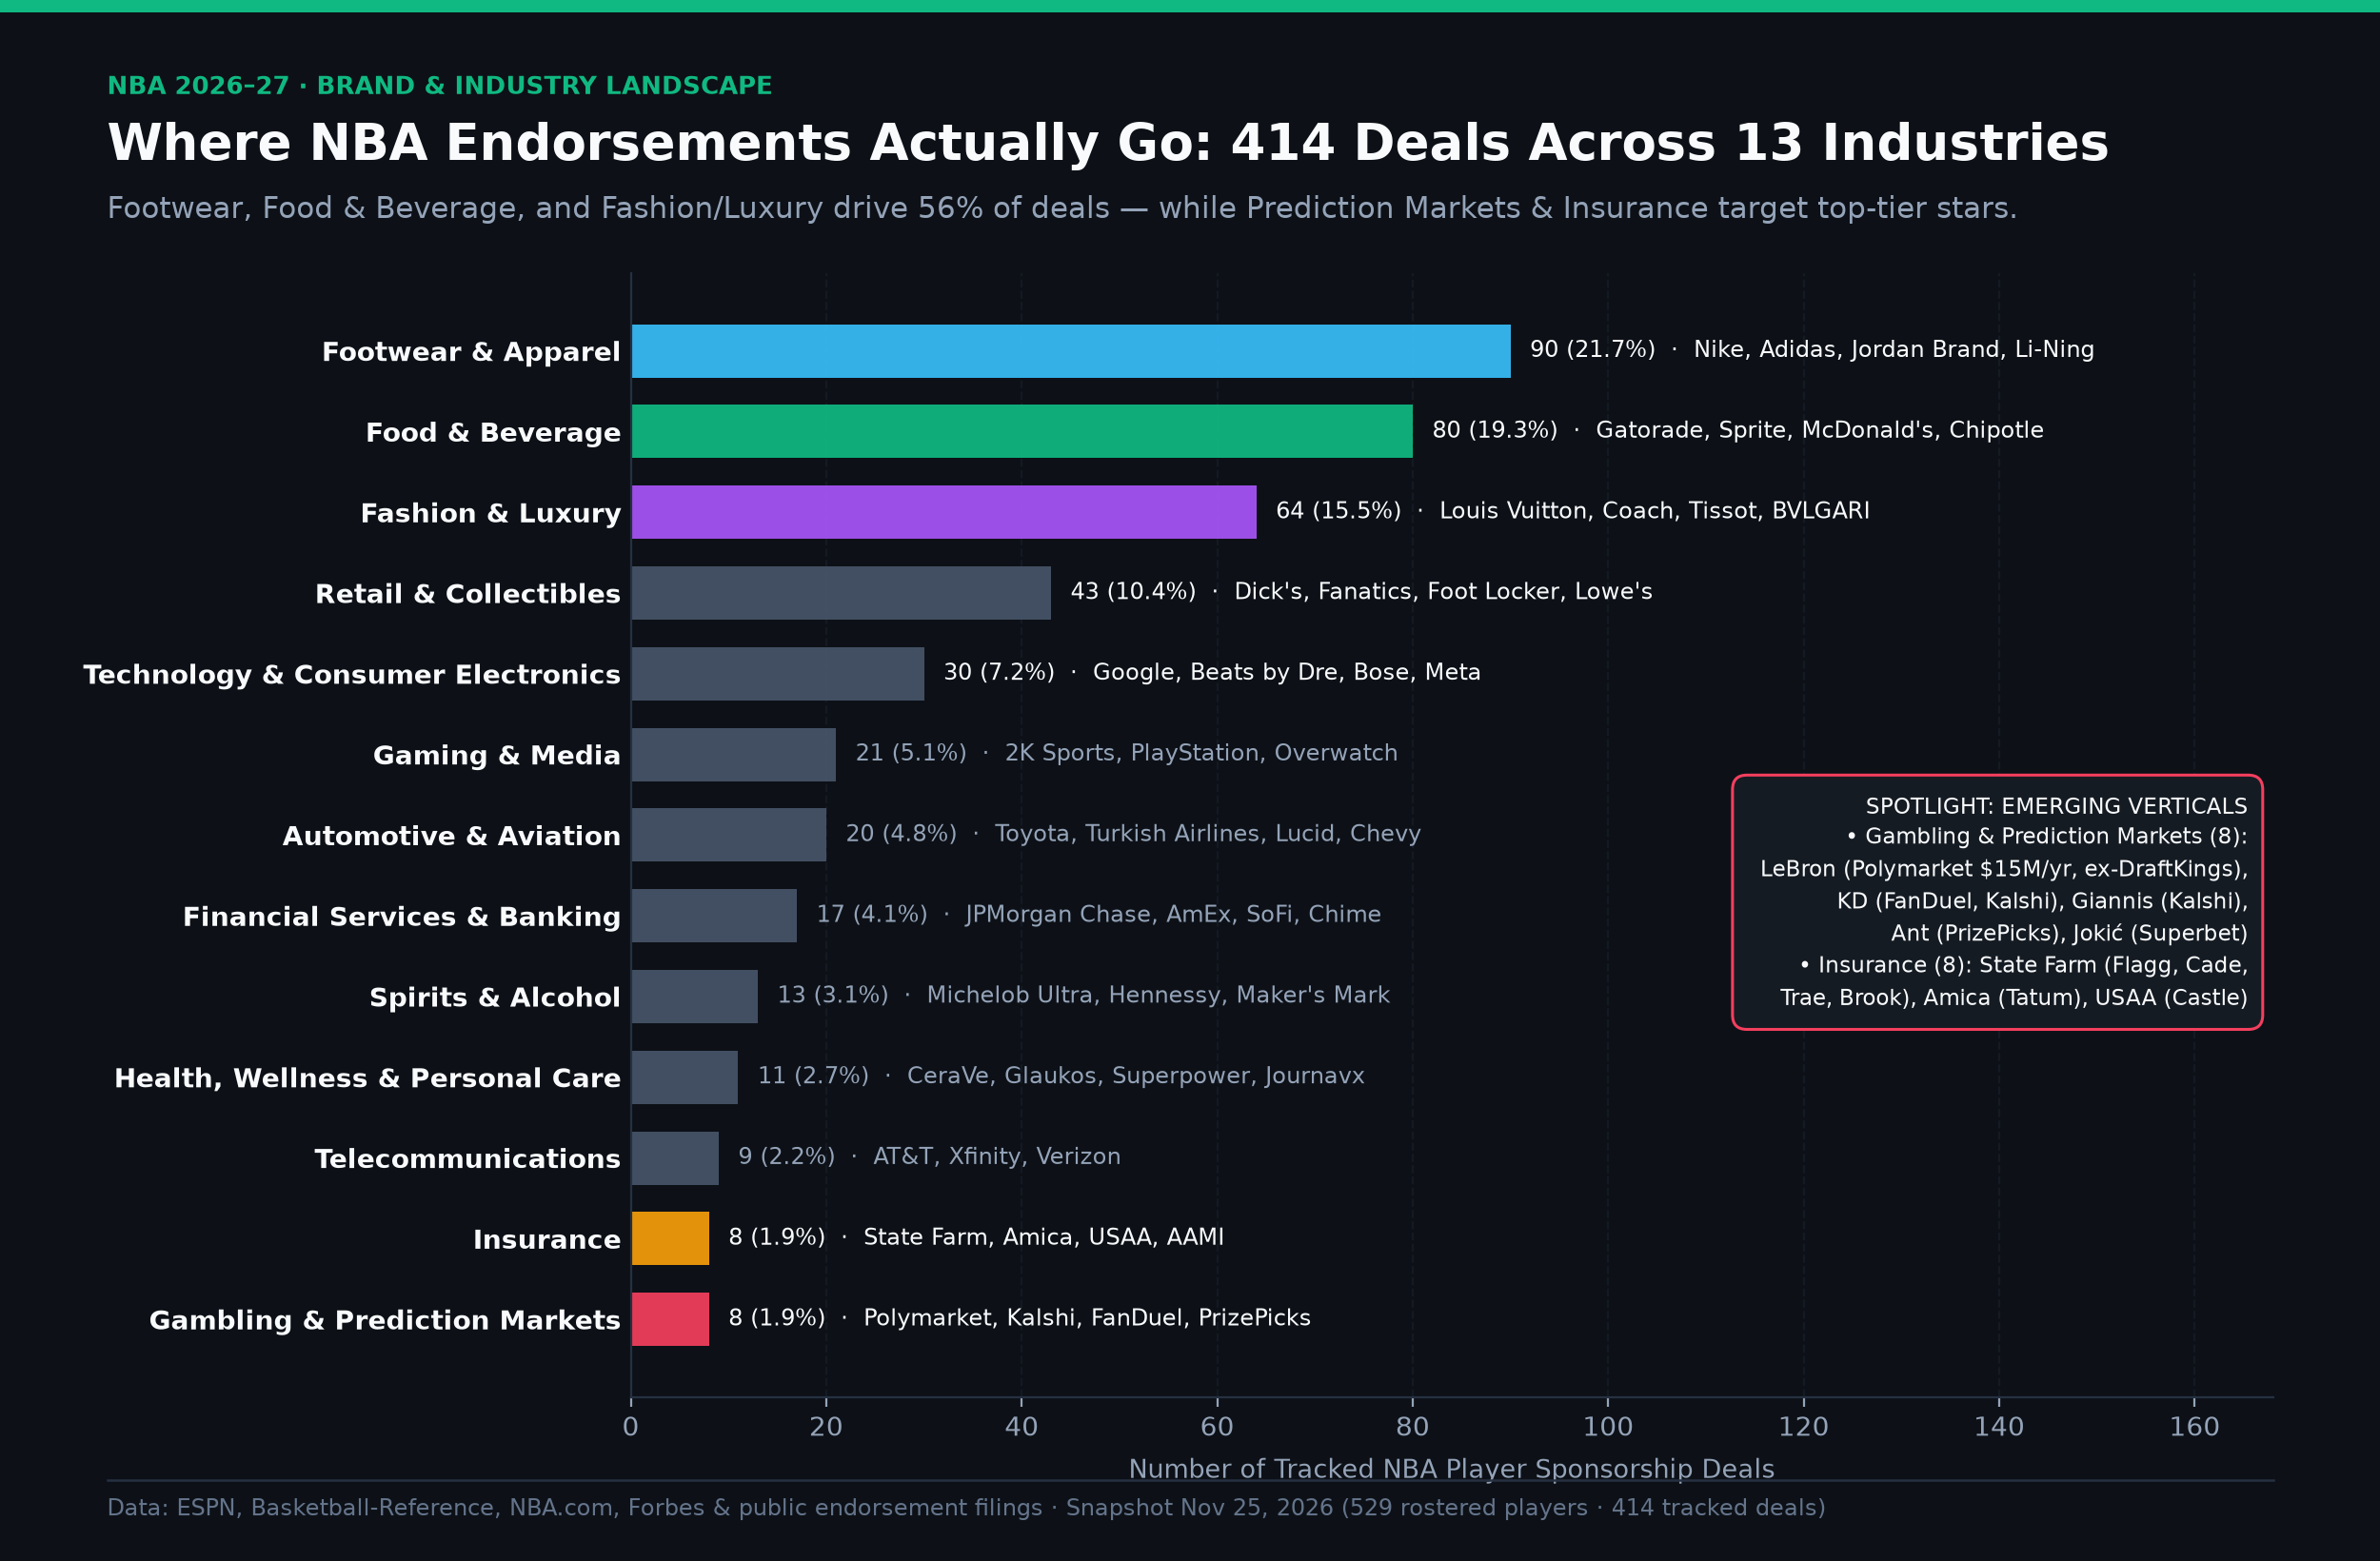 NBA 2026–27 · BRAND & INDUSTRY LANDSCAPE
Where NBA Endorsements Actually Go: 414 Deals Across 13 Industries
Footwear, Food & Beverage, and Fashion/Luxury drive 56% of deals — while Prediction Markets & Insurance target top-tier stars.
Footwear & Apparel 90 (21.7%) · Nike, Adidas, Jordan Brand, Li-Ning
Food & Beverage 80 (19.3%) · Gatorade, Sprite, McDonald's, Chipotle
Fashion & Luxury 64 (15.5%) · Louis Vuitton, Coach, Tissot, BVLGARI
Retail & Collectibles 43 (10.4%) · Dick's, Fanatics, Foot Locker, Lowe's
Technology & Consumer Electronics 30 (7.2%) · Google, Beats by Dre, Bose, Meta
Gaming & Media 21 (5.1%) · 2K Sports, PlayStation, Overwatch
Automotive & Aviation 20 (4.8%) · Toyota, Turkish Airlines, Lucid, Chevy
Financial Services & Banking 17 (4.1%) · JPMorgan Chase, AmEx, SoFi, Chime
Spirits & Alcohol 13 (3.1%) · Michelob Ultra, Hennessy, Maker's Mark
Health, Wellness & Personal Care 11 (2.7%) · CeraVe, Glaukos, Superpower, Journavx
Telecommunications 9 (2.2%) · AT&T, Xfinity, Verizon
Insurance 8 (1.9%) · State Farm, Amica, USAA, AAMI
Gambling & Prediction Markets 8 (1.9%) · Polymarket, Kalshi, FanDuel, PrizePicks
SPOTLIGHT: EMERGING VERTICALS
• Gambling & Prediction Markets (8):
LeBron (Polymarket $15M/yr, ex-DraftKings),
KD (FanDuel, Kalshi), Giannis (Kalshi),
Ant (PrizePicks), Jokić (Superbet)
• Insurance (8): State Farm (Flagg, Cade,
Trae, Brook), Amica (Tatum), USAA (Castle)
0 20 40 60 80 100 120 140 160
Number of Tracked NBA Player Sponsorship Deals
Data: ESPN, Basketball-Reference, NBA.com, Forbes & public endorsement filings · Snapshot Nov 25, 2026 (529 rostered players · 414 tracked deals)